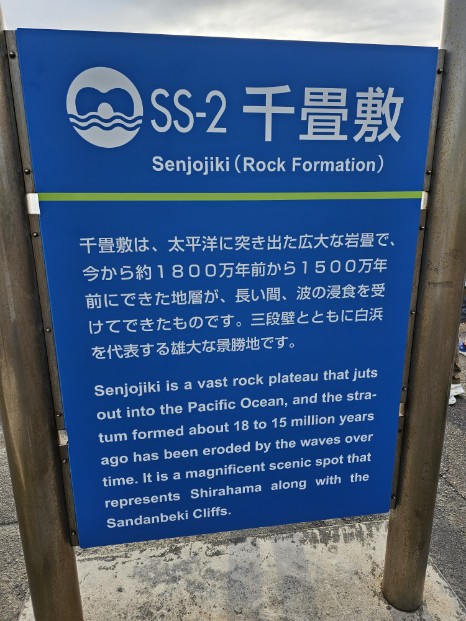 SS-2 千畳敷
Senjojiki (Rock Formation)
千畳敷は、太平洋に突き出た広大な岩畳で、
今から約1800万年前から1500万年
前にできた地層が、長い間、波の浸食を受
けてできたものです。三段壁とともに白浜
を代表する雄大な景勝地です。
Senjojiki is a vast rock plateau that juts
out into the Pacific Ocean, and the stra-
tum formed about 18 to 15 million years
ago has been eroded by the waves over
time. It is a magnificent scenic spot that
represents Shirahama along with the
Sandanbeki Cliffs.